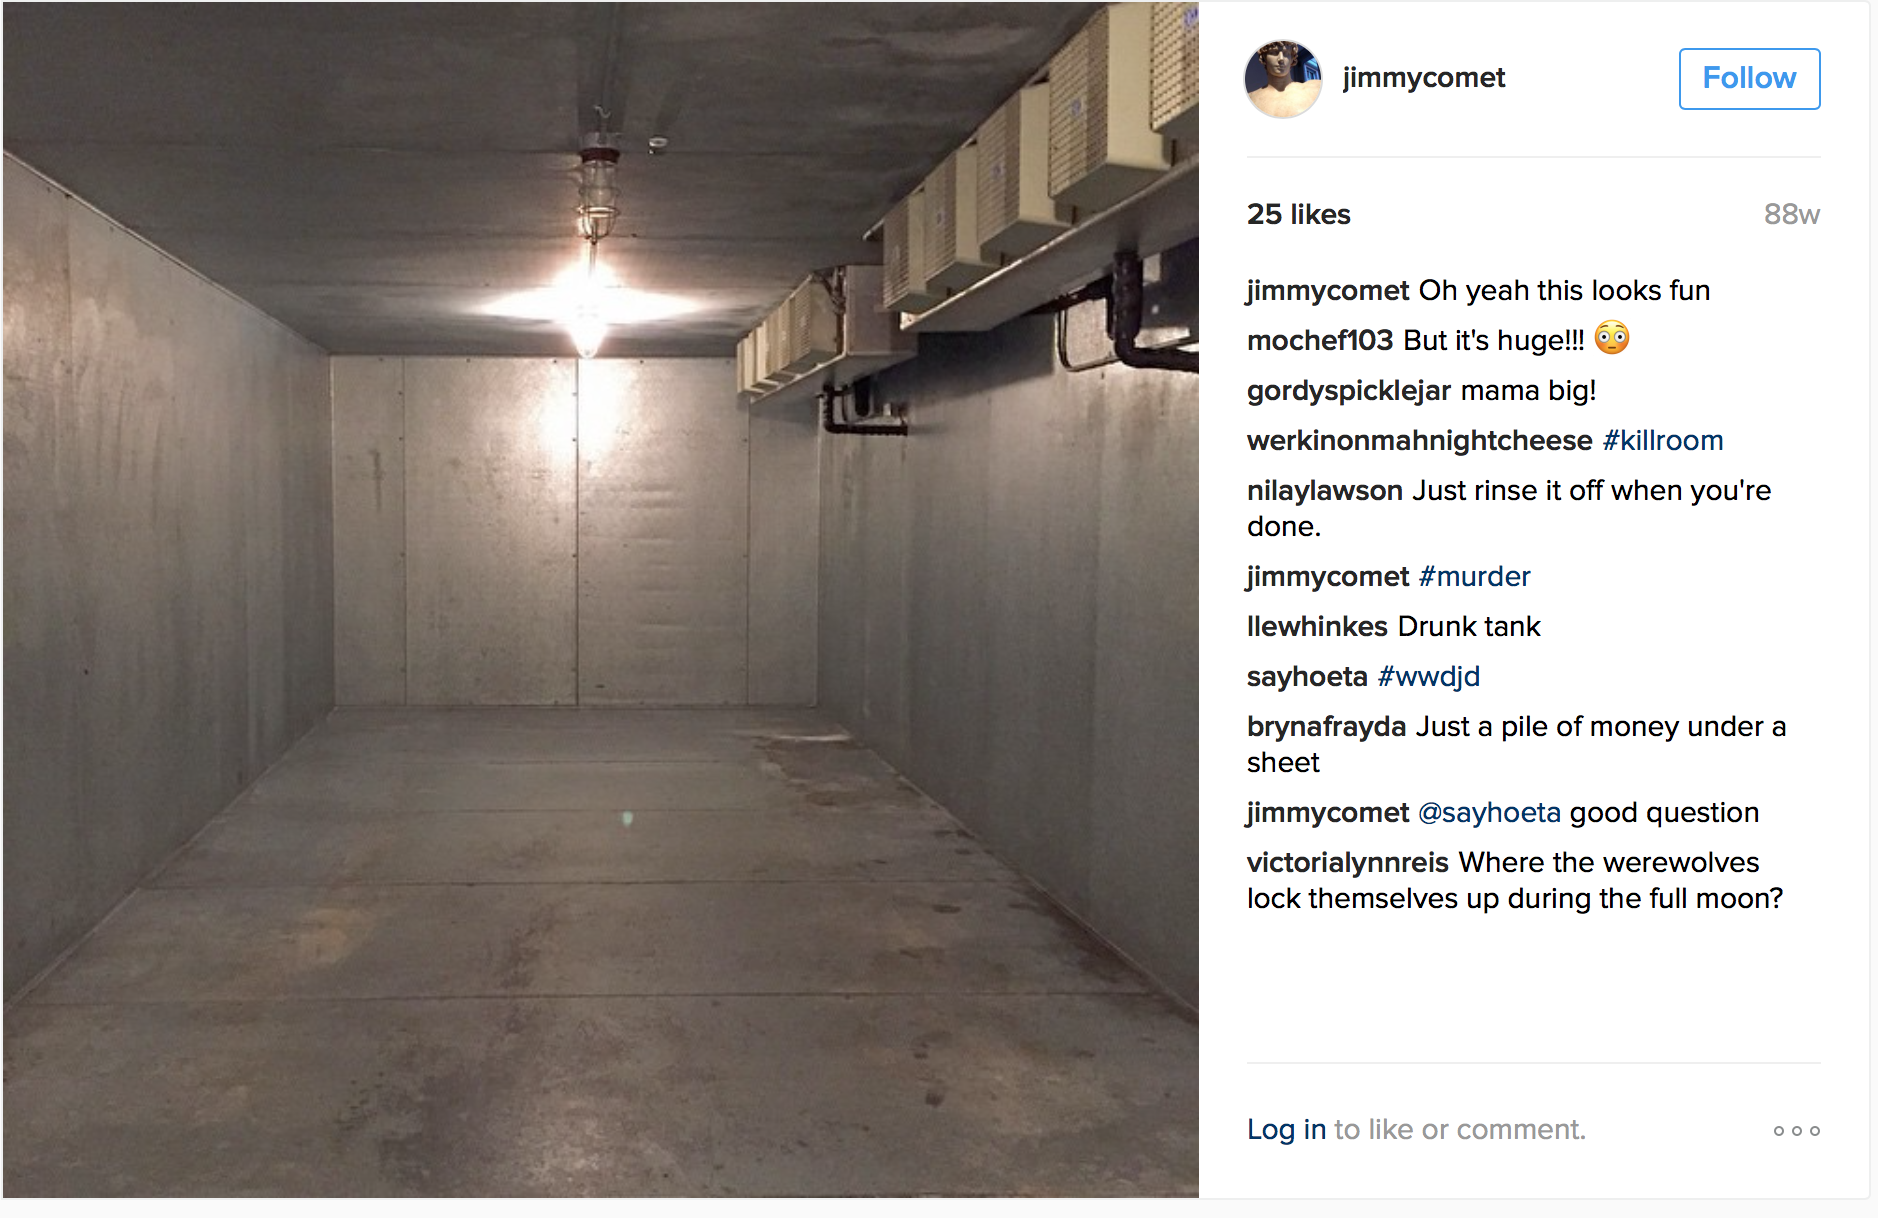 jimmycomet
Follow
25 likes
88w
jimmycomet Oh yeah this looks fun
mochef103 But it's huge!!! 😳
gordyspicklejar mama big!
werkinonmahnightcheese #killroom
nilaylawson Just rinse it off when you're
done.
jimmycomet #murder
llewhinkes Drunk tank
sayhoeta #wwdjd
brynafrayda Just a pile of money under a
sheet
jimmycomet @sayhoeta good question
victorialynnreis Where the werewolves
lock themselves up during the full moon?
Log in to like or comment.